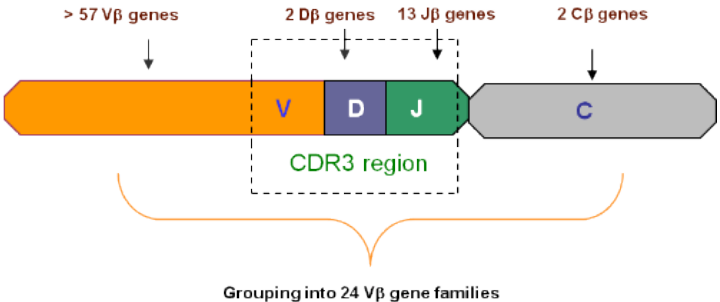 > 57 Vβ genes 2 Dβ genes 13 Jβ genes 2 Cβ genes
V D J C
CDR3 region
Grouping into 24 Vβ gene families